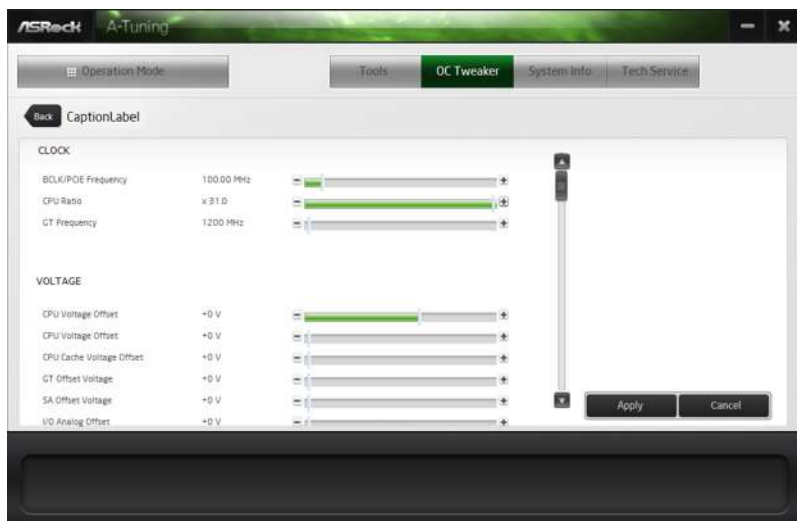 ASRock A-Tuning
Operation Mode Tools OC Tweaker System Info Tech Service
Back CaptionLabel
CLOCK
BCLK/PCIE Frequency 100.00 MHz
CPU Ratio x 31.0
GT Frequency 1200 MHz
VOLTAGE
CPU Voltage Offset +0 V
CPU Voltage Offset +0 V
CPU Cache Voltage Offset +0 V
GT Offset Voltage +0 V
SA Offset Voltage +0 V
I/O Analog Offset +0 V
Apply Cancel